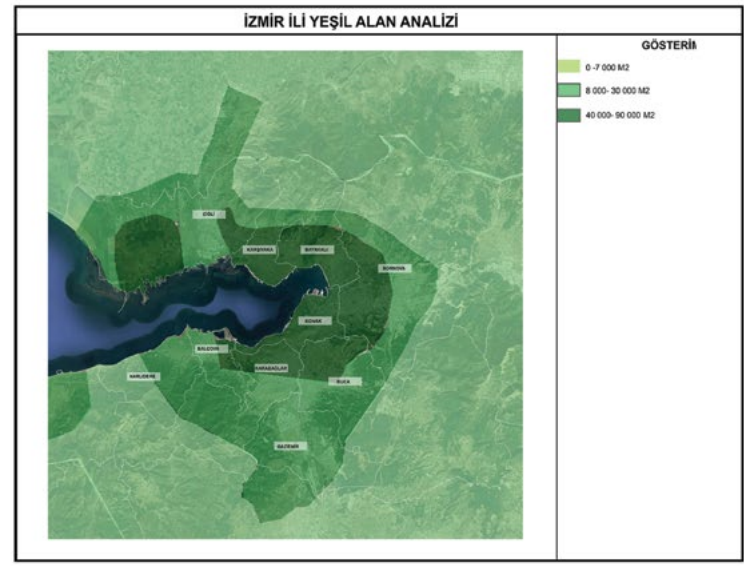 İZMİR İLİ YEŞİL ALAN ANALİZİ
GÖSTERİM
0 -7 000 M2
8 000- 30 000 M2
40 000- 90 000 M2
ÇİĞLİ
KARŞIYAKA
BAYRAKLI
BORNOVA
KONAK
BALÇOVA
KARABAĞLAR
NARLIDERE
BUCA
GAZİEMİR